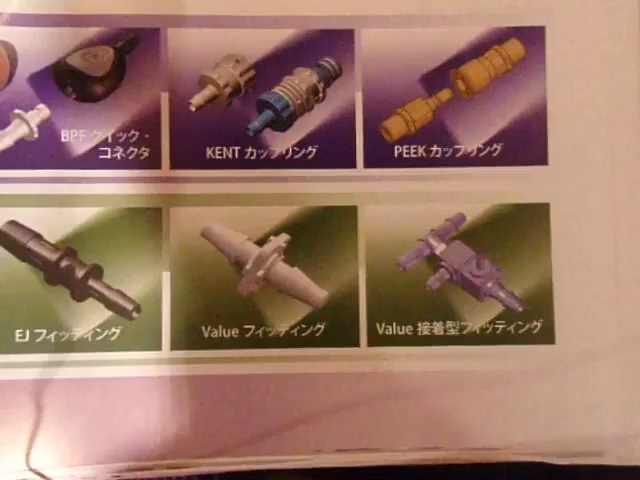 BPF クイック・
コネクタ
KENT カップリング
PEEK カップリング
EJ フィッティング
Value フィッティング
Value 接着型フィッティング